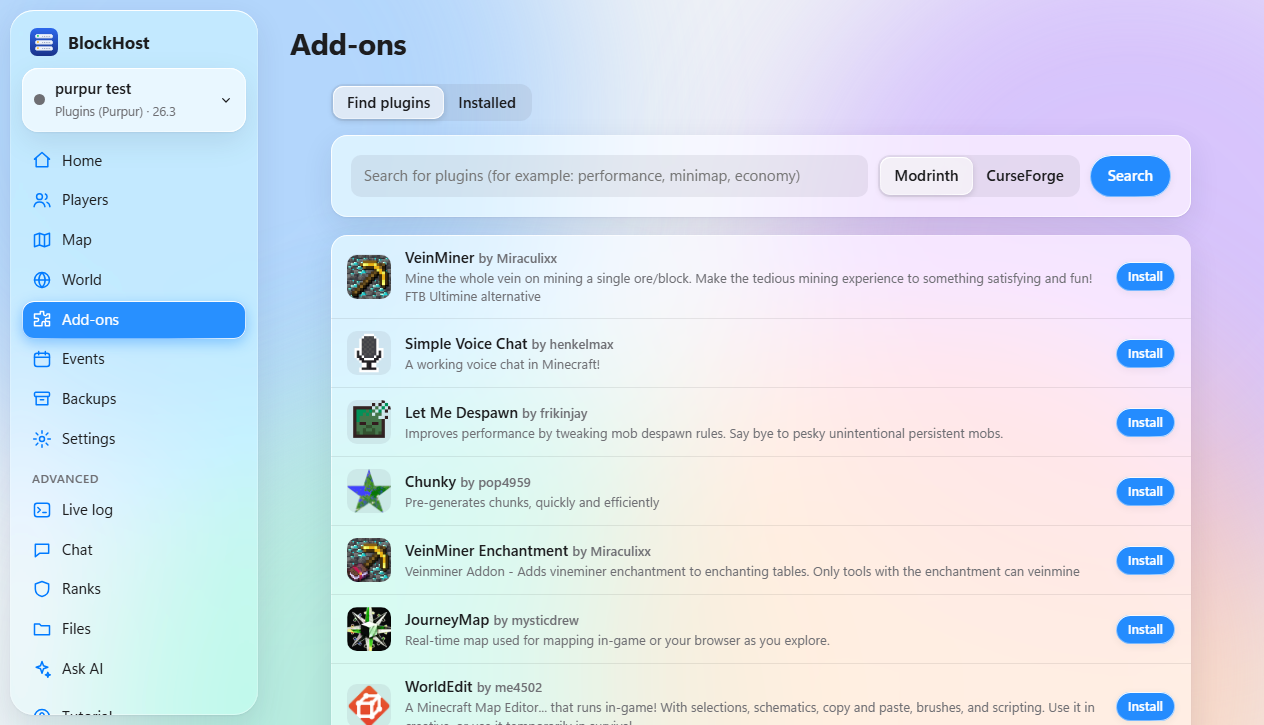 BlockHost
purpur test
Plugins (Purpur) · 26.3
Home
Players
Map
World
Add-ons
Events
Backups
Settings
ADVANCED
Live log
Chat
Ranks
Files
Ask AI
Tutorial
Add-ons
Find plugins
Installed
Search for plugins (for example: performance, minimap, economy)
Modrinth
CurseForge
Search
VeinMiner by Miraculixx
Mine the whole vein on mining a single ore/block. Make the tedious mining experience to something satisfying and fun!
FTB Ultimine alternative
Install
Simple Voice Chat by henkelmax
A working voice chat in Minecraft!
Install
Let Me Despawn by frikinjay
Improves performance by tweaking mob despawn rules. Say bye to pesky unintentional persistent mobs.
Install
Chunky by pop4959
Pre-generates chunks, quickly and efficiently
Install
VeinMiner Enchantment by Miraculixx
Veinminer Addon - Adds vineminer enchantment to enchanting tables. Only tools with the enchantment can veinmine
Install
JourneyMap by mysticdrew
Real-time map used for mapping in-game or your browser as you explore.
Install
WorldEdit by me4502
A Minecraft Map Editor... that runs in-game! With selections, schematics, copy and paste, brushes, and scripting. Use it in
creative, or use it temporarily in survival
Install